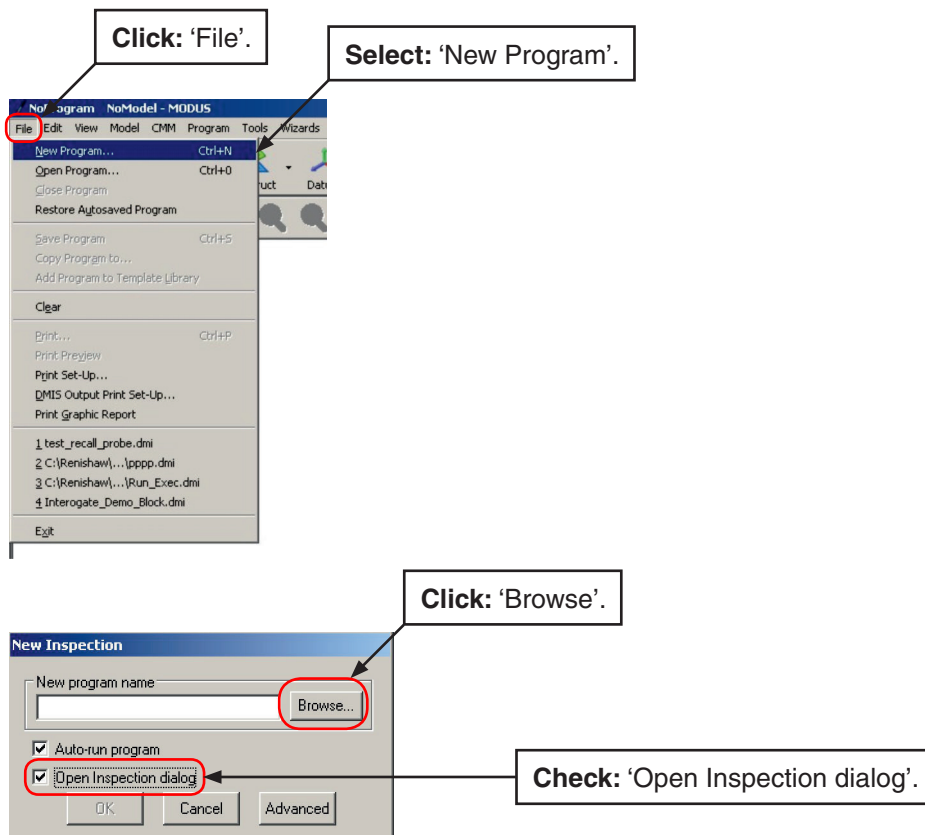 Click: ‘File’.
Select: ‘New Program’.
NoProgram NoModel - MODUS
File Edit View Model CMM Program Tools Wizards
New Program... Ctrl+N
Open Program... Ctrl+O
Close Program
Restore Autosaved Program
Save Program Ctrl+S
Copy Program to...
Add Program to Template Library
Clear
Print... Ctrl+P
Print Preview
Print Set-Up...
DMIS Output Print Set-Up...
Print Graphic Report
1 test_recall_probe.dmi
2 C:\Renishaw\...\pppp.dmi
3 C:\Renishaw\...\Run_Exec.dmi
4 Interogate_Demo_Block.dmi
Exit
uct Dat
Click: ‘Browse’.
New Inspection
New program name
Browse...
Auto-run program
Open Inspection dialog
Check: ‘Open Inspection dialog’.
OK Cancel Advanced